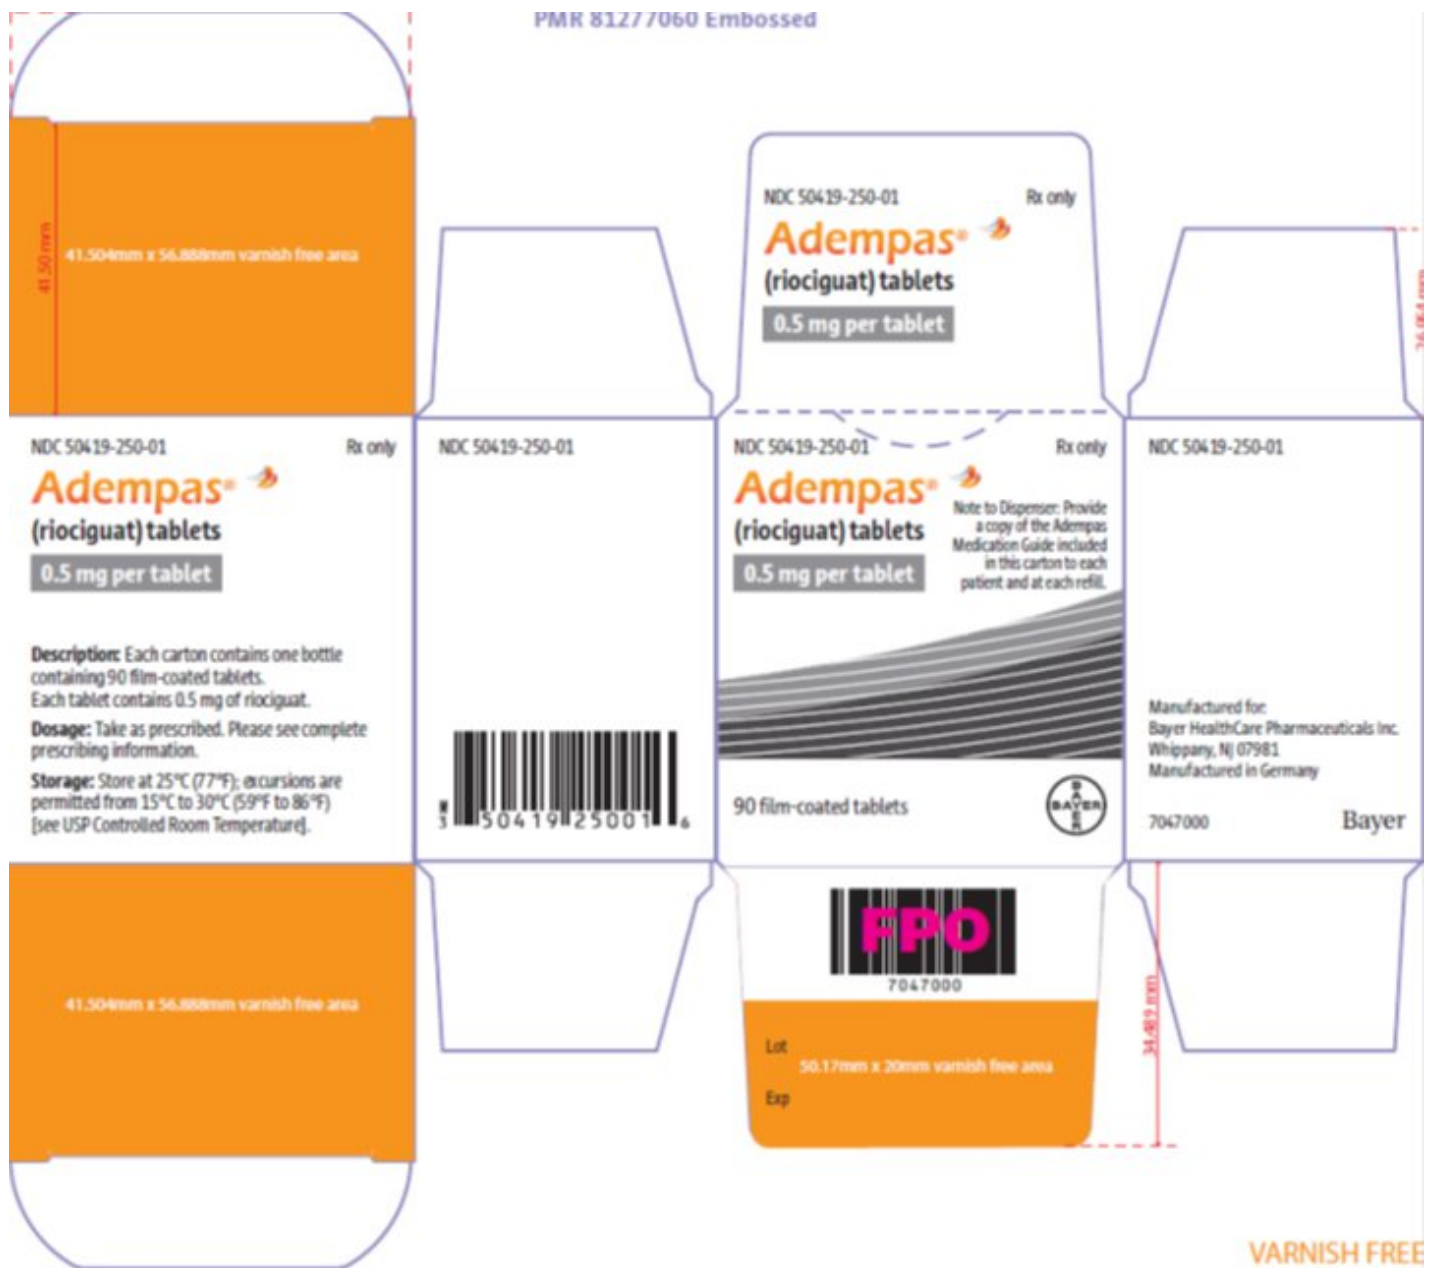 PMR 81277060 Embossed
41.50 mm
41.504mm x 56.888mm varnish free area
NDC 50419-250-01 Rx only
Adempas®
(riociguat) tablets
0.5 mg per tablet
NDC 50419-250-01 Rx only
Adempas®
(riociguat) tablets
0.5 mg per tablet
Description: Each carton contains one bottle
containing 90 film-coated tablets.
Each tablet contains 0.5 mg of riociguat.
Dosage: Take as prescribed. Please see complete
prescribing information.
Storage: Store at 25°C (77°F); excursions are
permitted from 15°C to 30°C (59°F to 86°F)
[see USP Controlled Room Temperature].
NDC 50419-250-01
N
3 50419 25001 6
NDC 50419-250-01 Rx only
Adempas®
(riociguat) tablets
0.5 mg per tablet
Note to Dispenser: Provide
a copy of the Adempas
Medication Guide included
in this carton to each
patient and at each refill.
90 film-coated tablets
BAYER
BAYER
NDC 50419-250-01
Manufactured for:
Bayer HealthCare Pharmaceuticals Inc.
Whippany, NJ 07981
Manufactured in Germany
7047000 Bayer
41.504mm x 56.888mm varnish free area
FPO
7047000
Lot
50.17mm x 20mm varnish free area
Exp
34.489 mm
VARNISH FREE